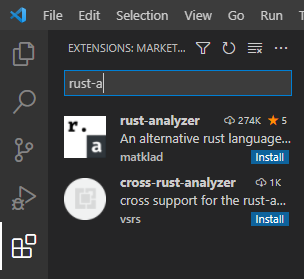 File Edit Selection View Go Run
EXTENSIONS: MARKET...
rust-a
r.
a
rust-analyzer 274K 5
An alternative rust language...
matklad Install
cross-rust-analyzer 1K
cross support for the rust-a...
vsrs Install